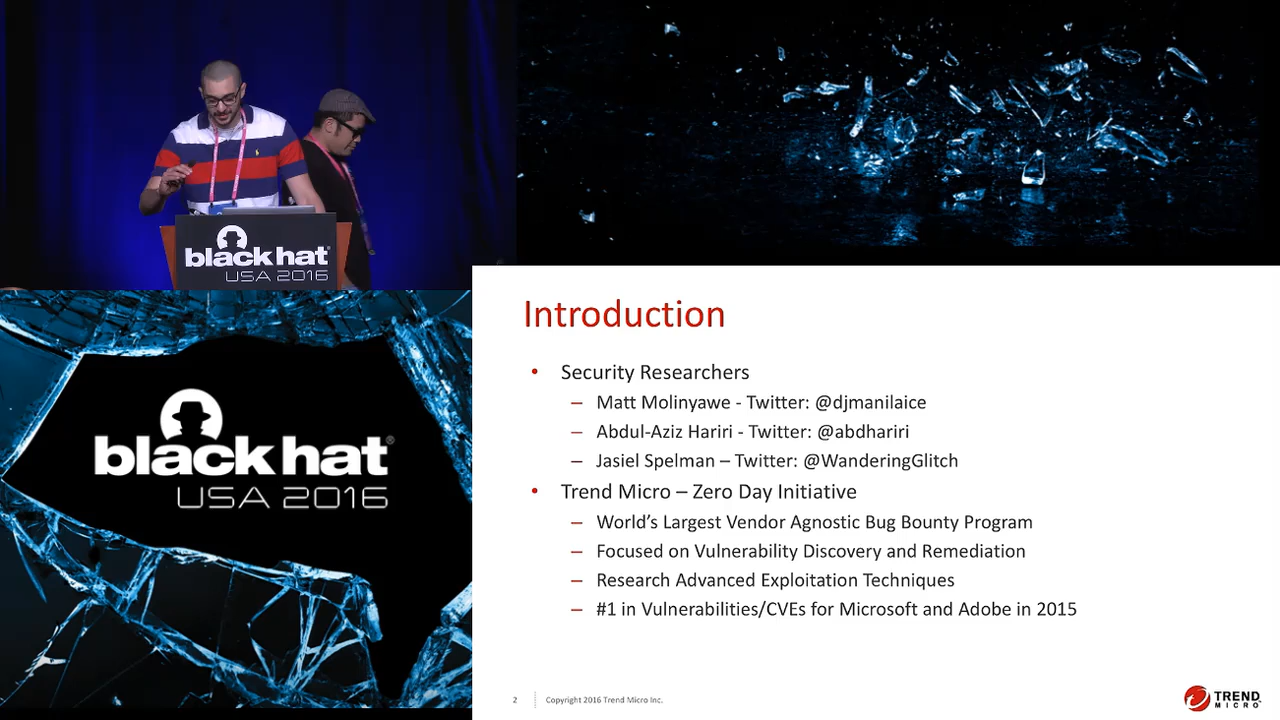 black hat
USA 2016
black hat®
USA 2016
Introduction
• Security Researchers
– Matt Molinyawe - Twitter: @djmanilaice
– Abdul-Aziz Hariri - Twitter: @abdhariri
– Jasiel Spelman – Twitter: @WanderingGlitch
• Trend Micro – Zero Day Initiative
– World's Largest Vendor Agnostic Bug Bounty Program
– Focused on Vulnerability Discovery and Remediation
– Research Advanced Exploitation Techniques
– #1 in Vulnerabilities/CVEs for Microsoft and Adobe in 2015
2
Copyright 2016 Trend Micro Inc.
TREND
MICRO